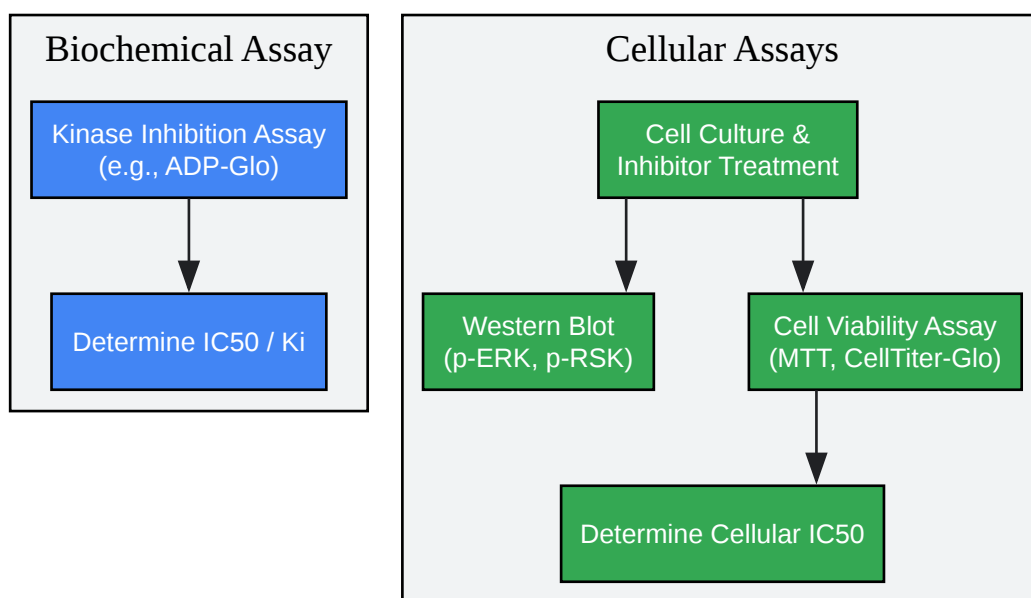 Biochemical Assay
Kinase Inhibition Assay
(e.g., ADP-Glo)
Determine IC50 / Ki
Cellular Assays
Cell Culture &
Inhibitor Treatment
Western Blot
(p-ERK, p-RSK)
Cell Viability Assay
(MTT, CellTiter-Glo)
Determine Cellular IC50